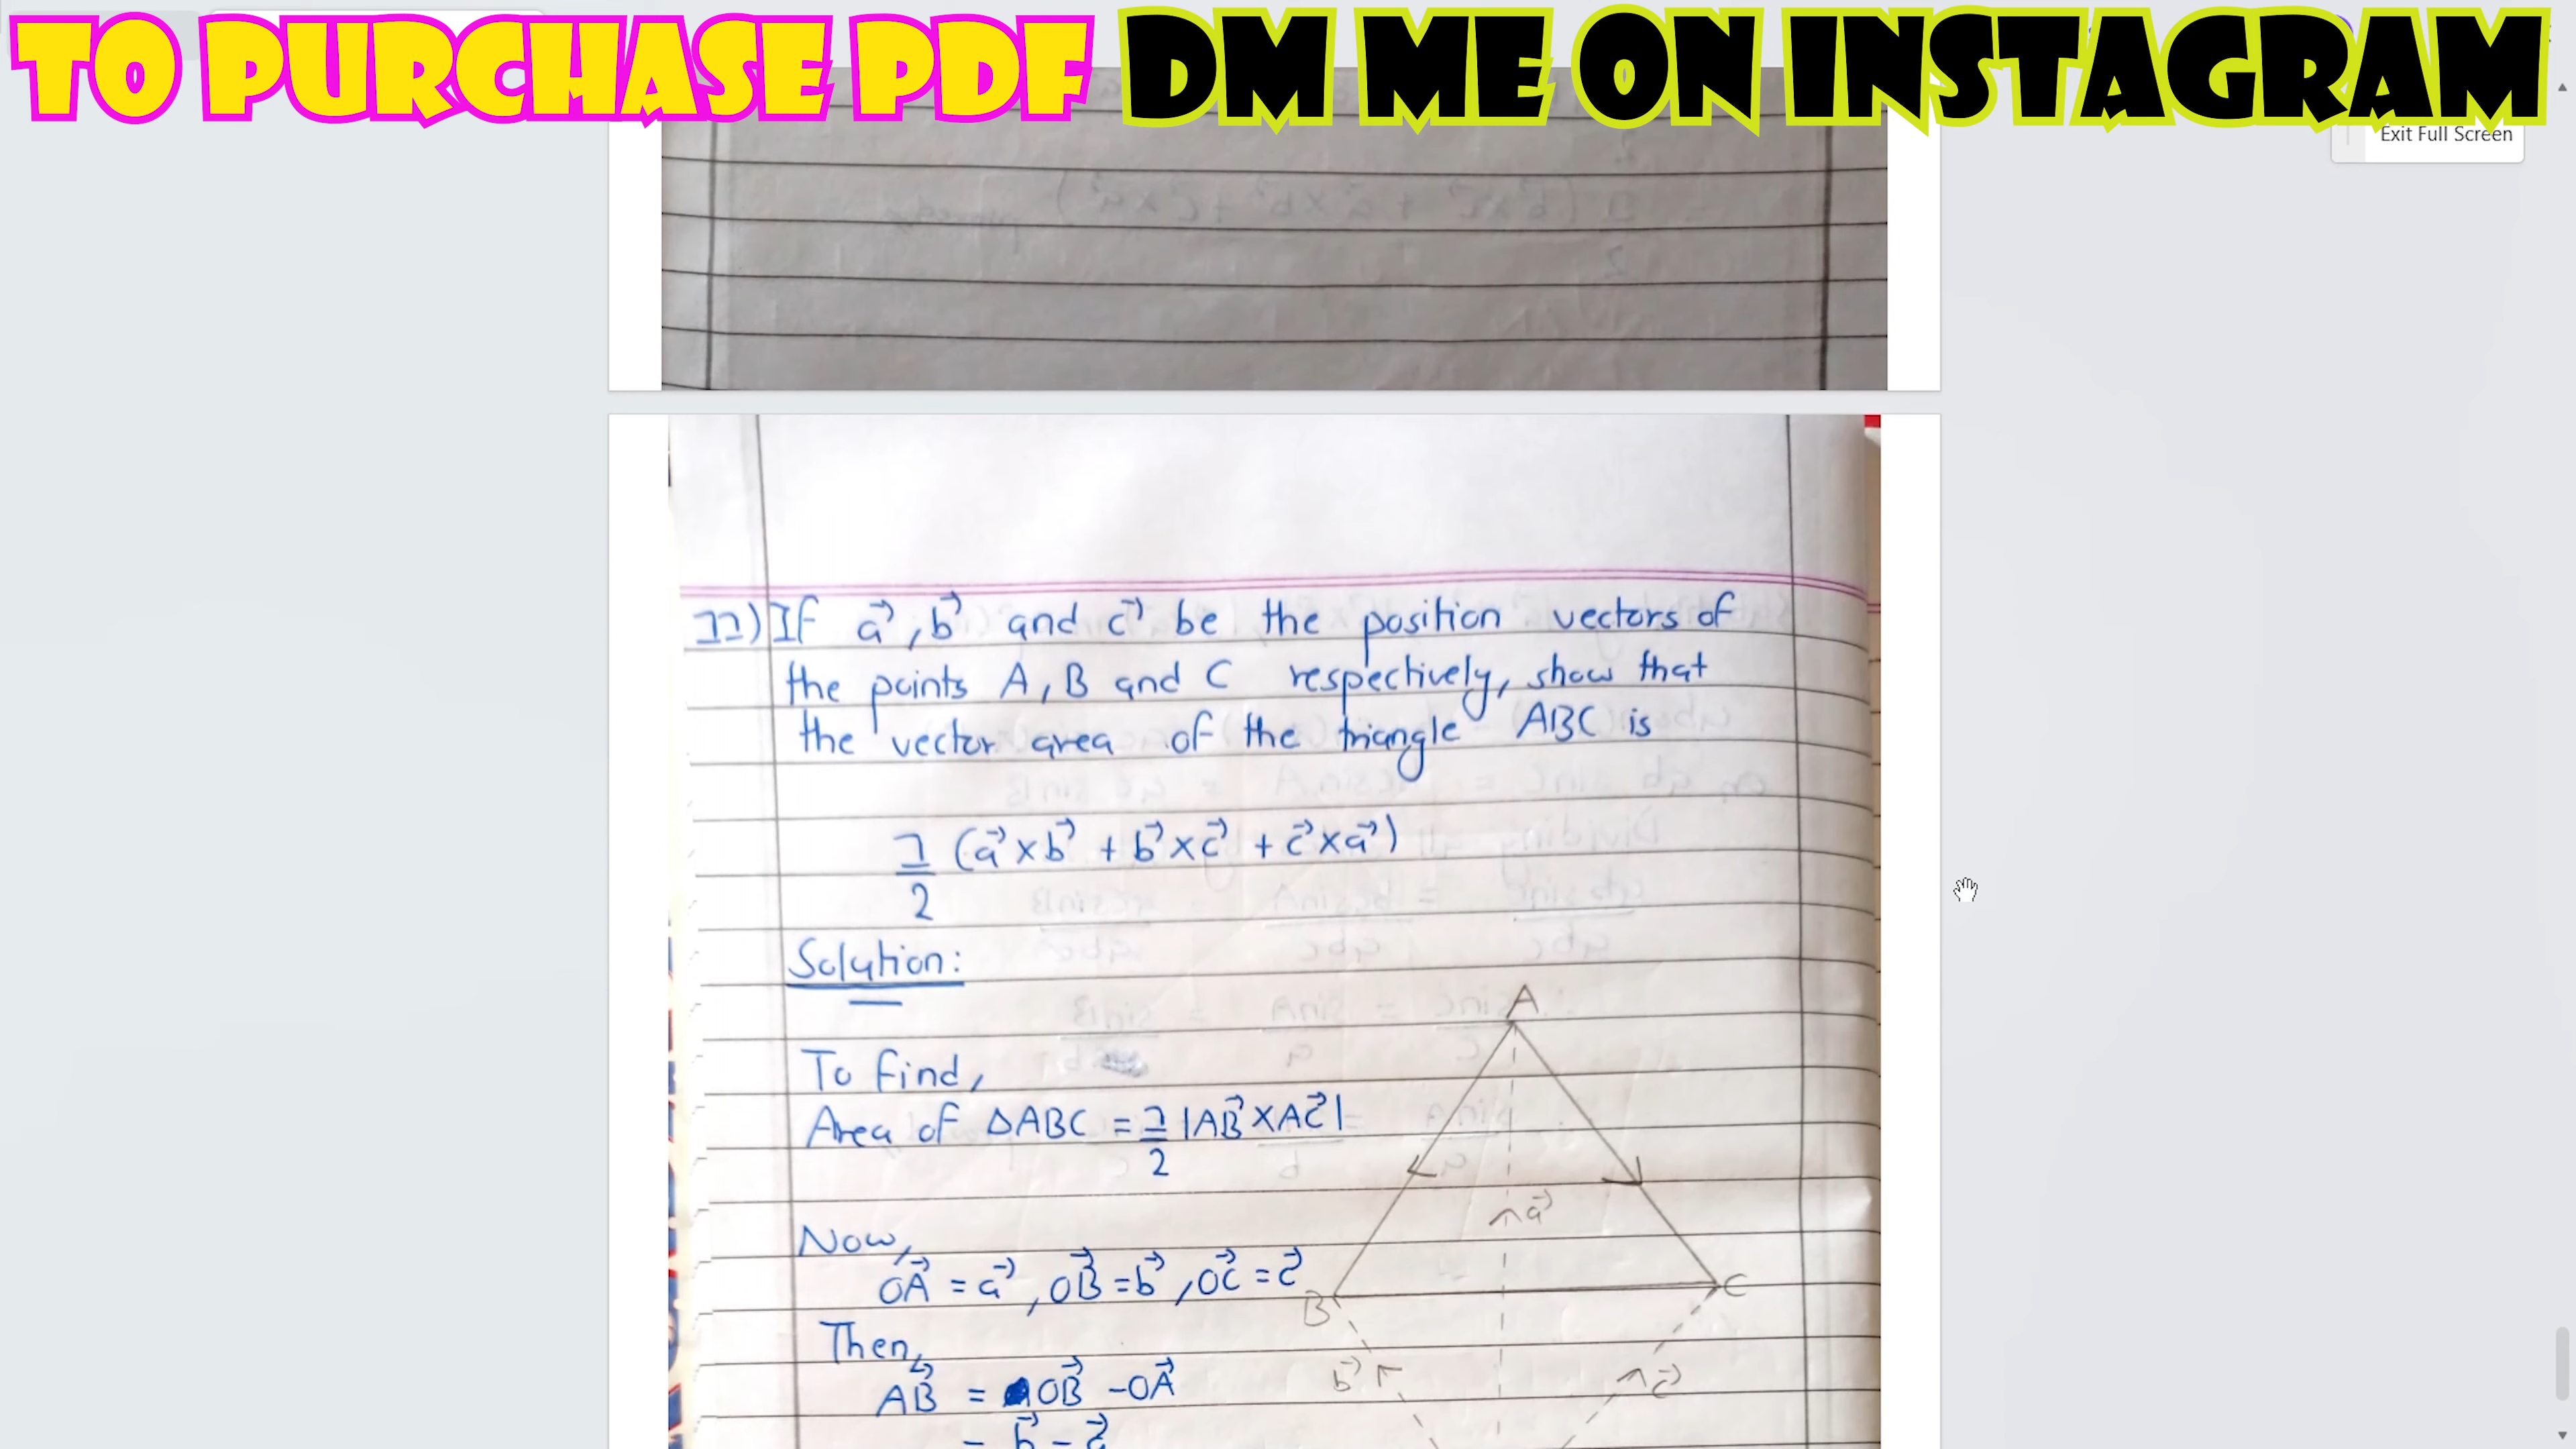 TO PURCHASE PDF DM ME ON INSTAGRAM
Exit Full Screen
11) If a⃗, b⃗ and c⃗ be the position vectors of
the points A, B and C respectively, show that
the vector area of the triangle ABC is
1/2 (a⃗ × b⃗ + b⃗ × c⃗ + c⃗ × a⃗)
Solution:
To find,
Area of ΔABC = 1/2 |AB⃗ × AC⃗|
Now,
OA⃗ = a⃗, OB⃗ = b⃗, OC⃗ = c⃗
Then,
AB⃗ = OB⃗ - OA⃗
= b⃗ - a⃗
A
a⃗
B
C
b⃗
c⃗